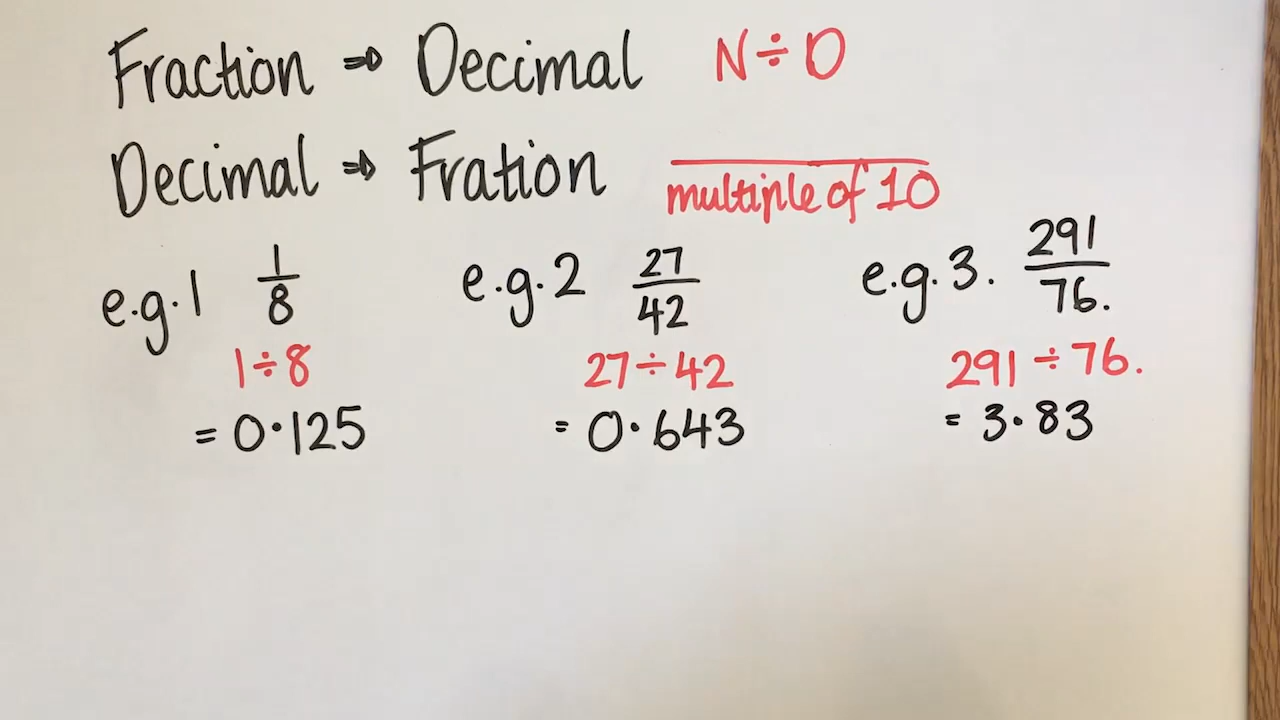 Fraction ⇒ Decimal N÷D
Decimal ⇒ Fration multiple of 10
e.g.1 1/8
1÷8
= 0·125
e.g.2 27/42
27÷42
= 0·643
e.g.3. 291/76.
291÷76.
= 3·83